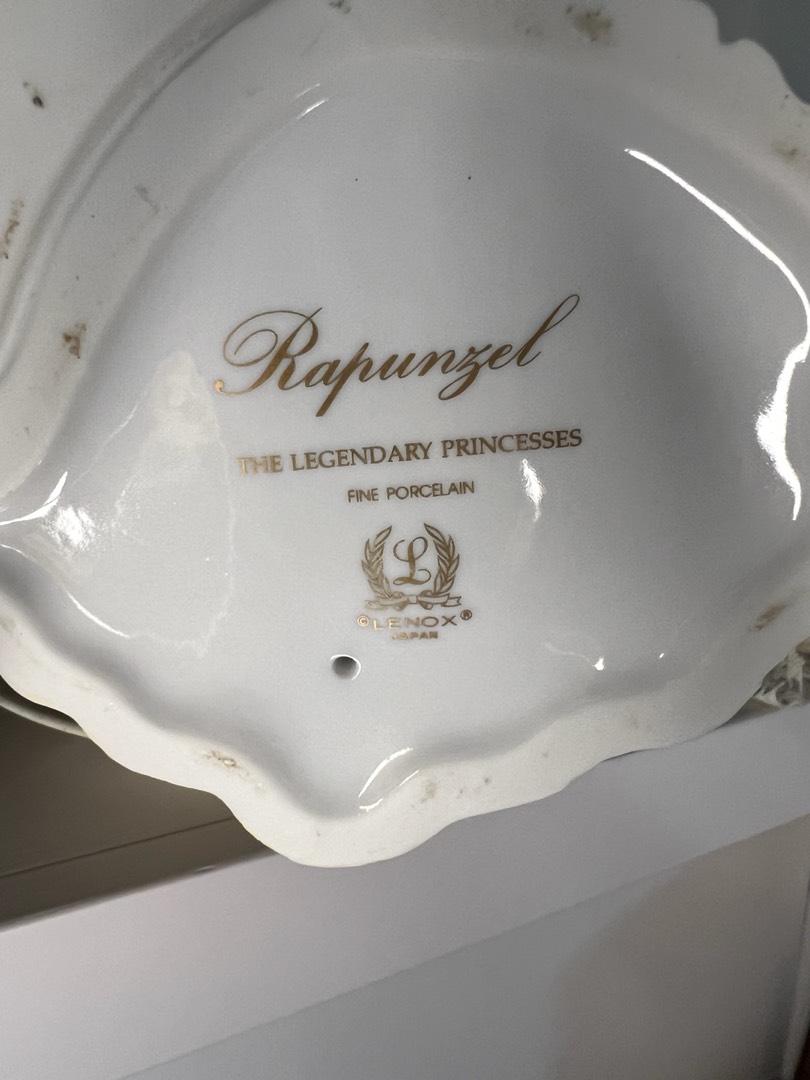 Rapunzel
THE LEGENDARY PRINCESSES
FINE PORCELAIN
L
©LENOX®
JAPAN